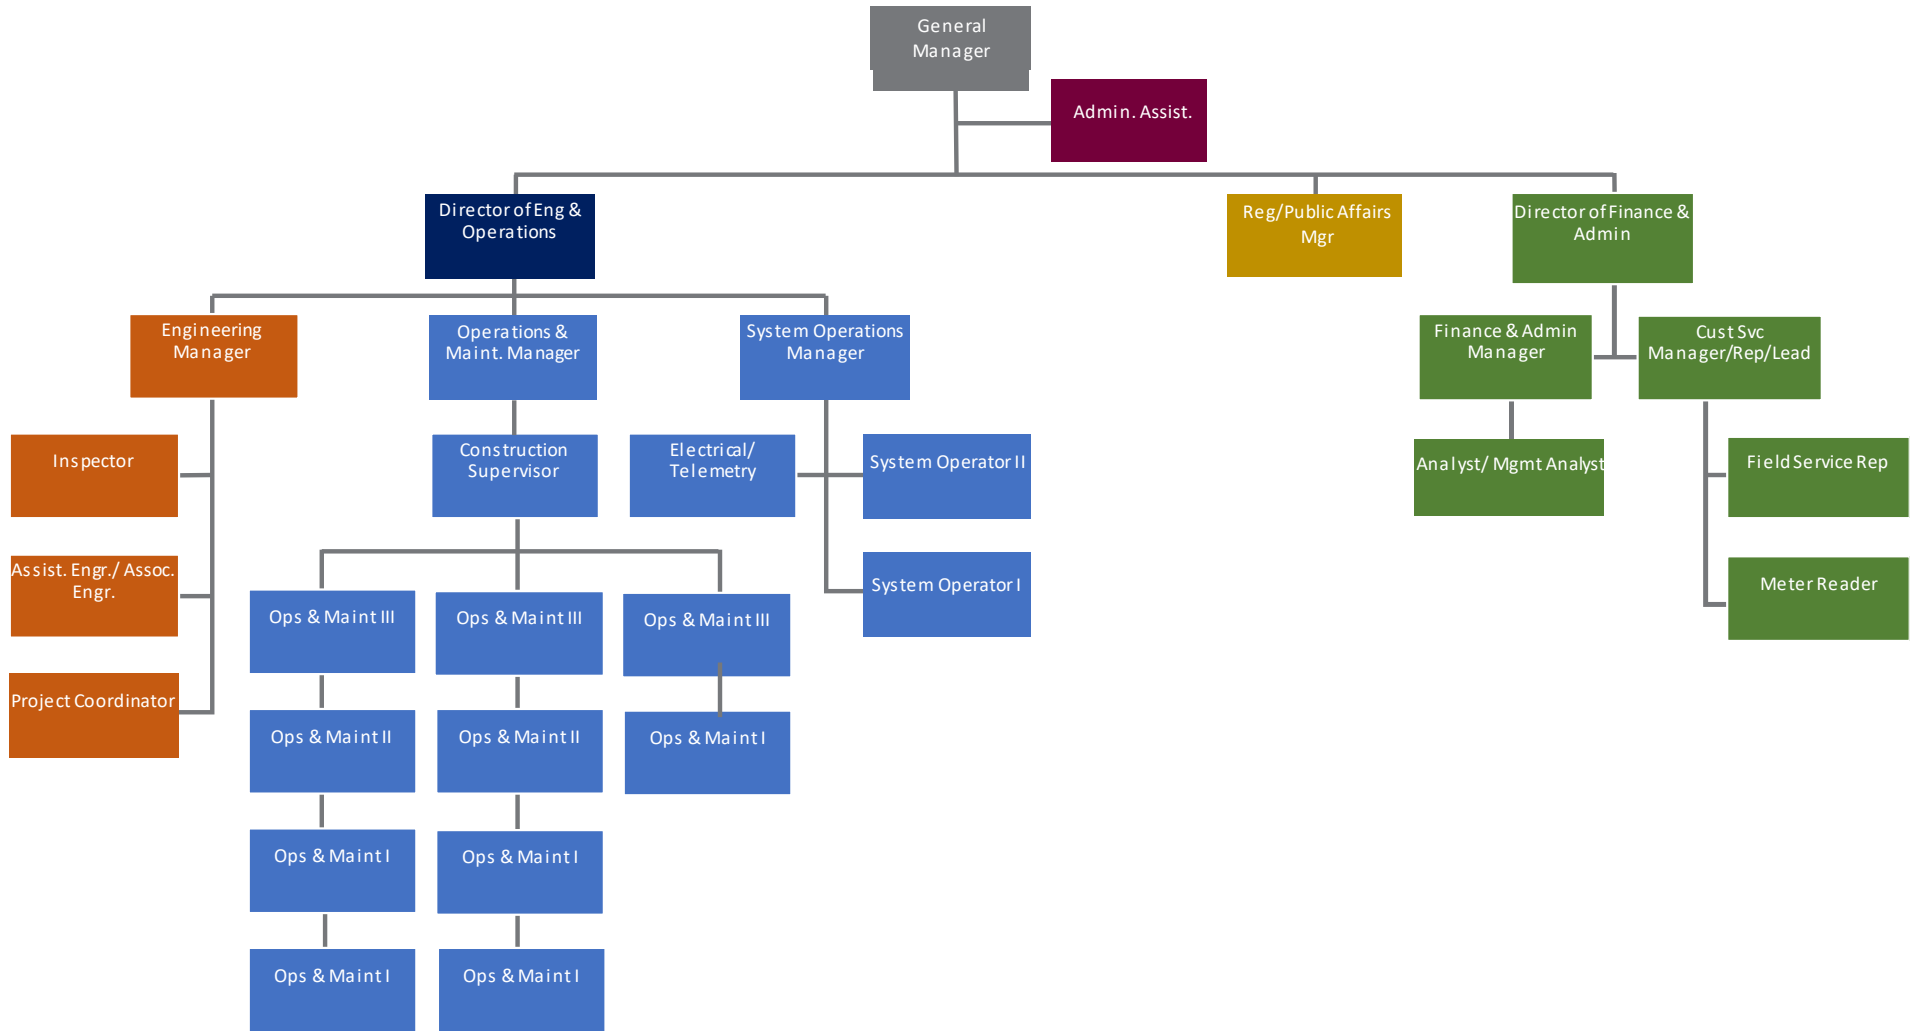 General
Manager
Admin. Assist.
Director of Eng &
Operations
Reg/Public Affairs
Mgr
Director of Finance &
Admin
Engineering
Manager
Operations &
Maint. Manager
System Operations
Manager
Finance & Admin
Manager
Cust Svc
Manager/Rep/Lead
Inspector
Construction
Supervisor
Electrical/
Telemetry
System Operator II
Analyst/ Mgmt Analyst
Field Service Rep
Assist. Engr./ Assoc.
Engr.
System Operator I
Meter Reader
Ops & Maint III
Ops & Maint III
Ops & Maint III
Project Coordinator
Ops & Maint II
Ops & Maint II
Ops & Maint I
Ops & Maint I
Ops & Maint I
Ops & Maint I
Ops & Maint I